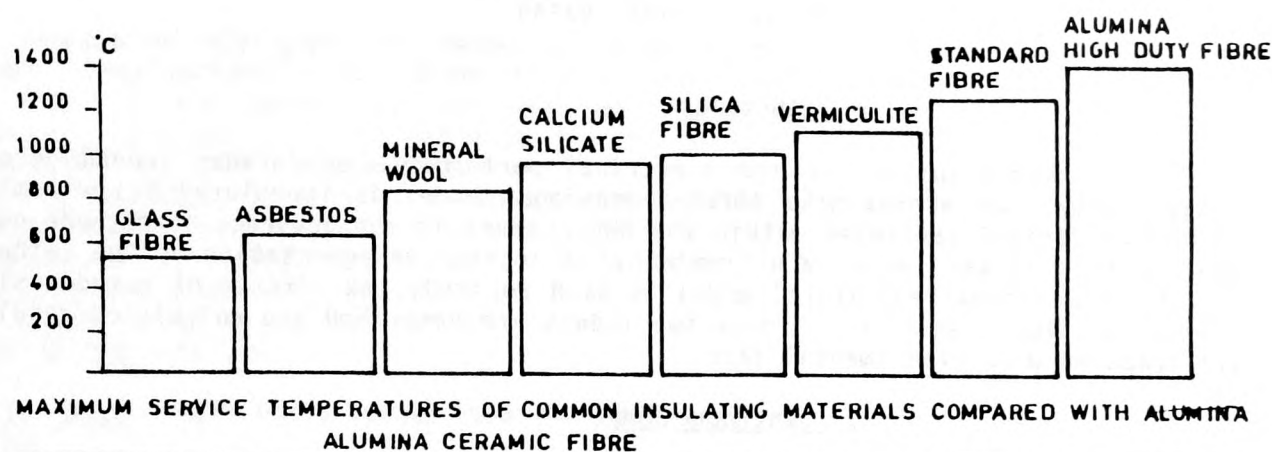 °C
1400
1200
1000
800
600
400
200
GLASS
FIBRE
ASBESTOS
MINERAL
WOOL
CALCIUM
SILICATE
SILICA
FIBRE
VERMICULITE
STANDARD
FIBRE
ALUMINA
HIGH DUTY FIBRE
MAXIMUM SERVICE TEMPERATURES OF COMMON INSULATING MATERIALS COMPARED WITH ALUMINA
ALUMINA CERAMIC FIBRE